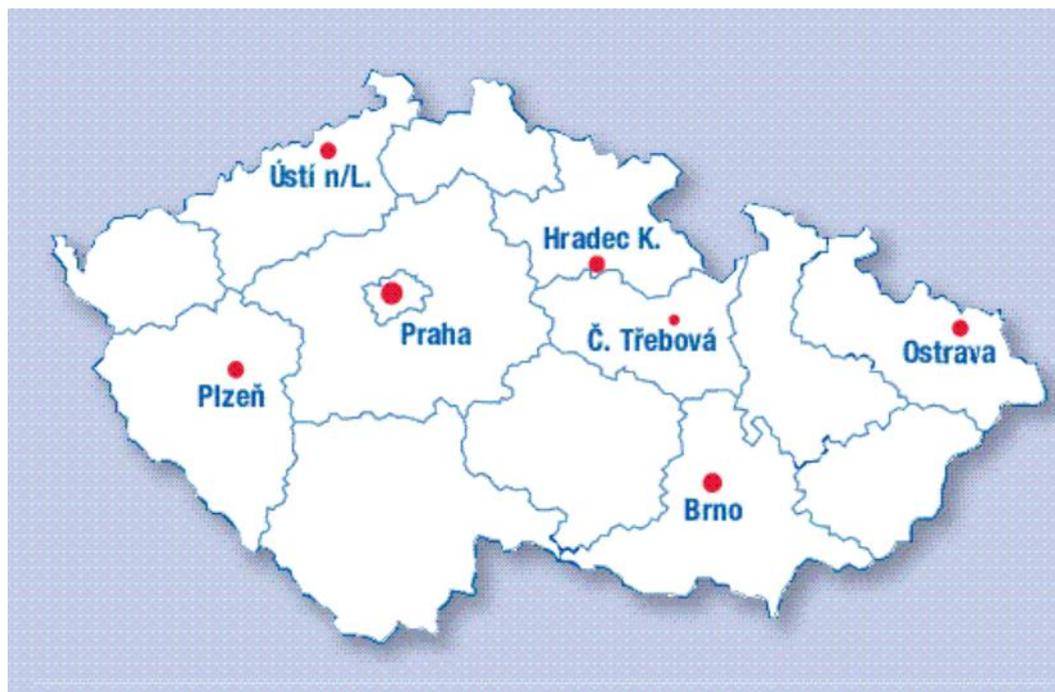 Ústí n/L.
Hradec K.
Praha
Č. Třebová
Ostrava
Plzeň
Brno